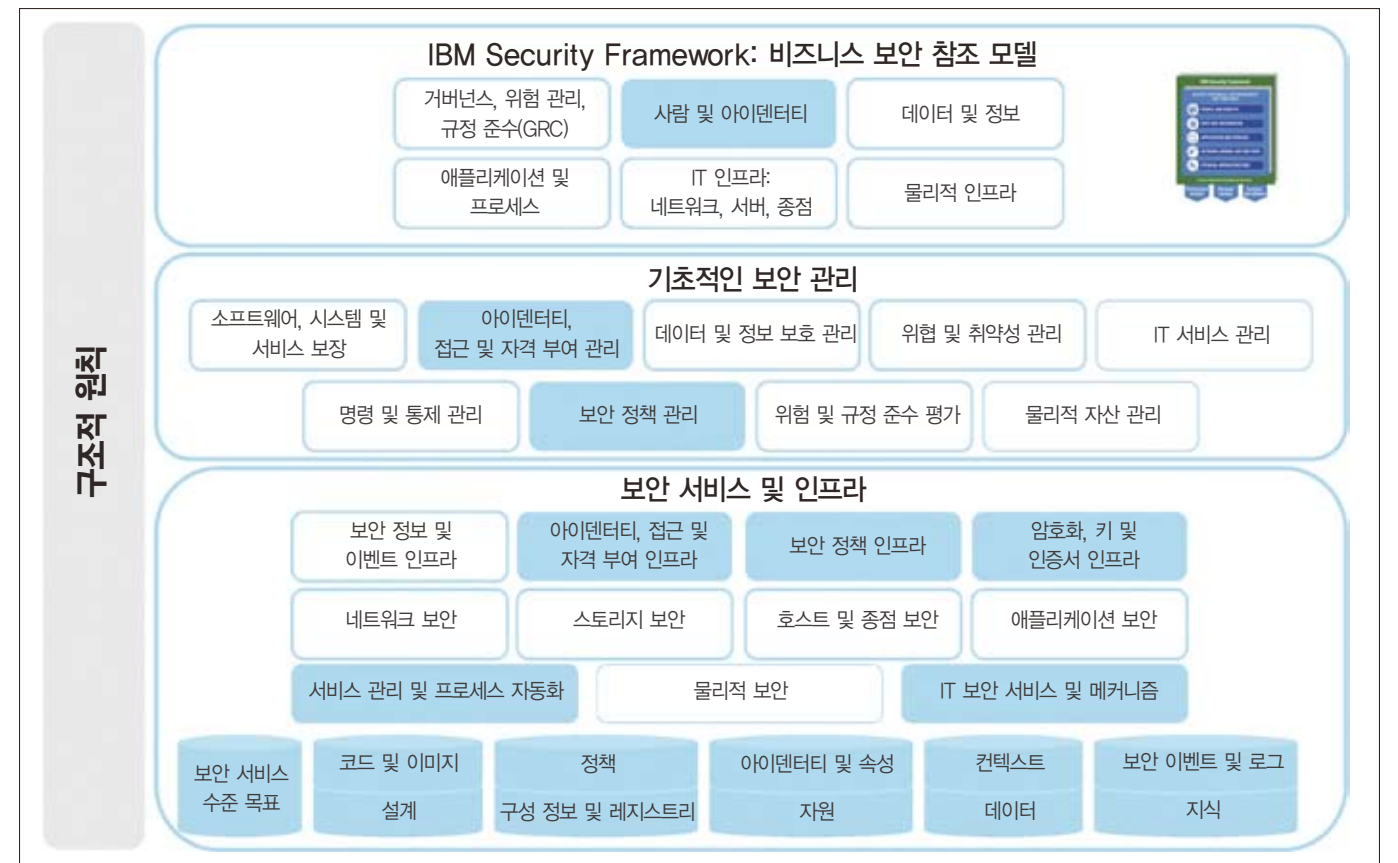 구조적 원칙
IBM Security Framework: 비즈니스 보안 참조 모델
거버넌스, 위험 관리,
규정 준수(GRC)
사람 및 아이덴터티
데이터 및 정보
애플리케이션 및
프로세스
IT 인프라:
네트워크, 서버, 종점
물리적 인프라
기초적인 보안 관리
소프트웨어, 시스템 및
서비스 보장
아이덴터티,
접근 및 자격 부여 관리
데이터 및 정보 보호 관리
위협 및 취약성 관리
IT 서비스 관리
명령 및 통제 관리
보안 정책 관리
위험 및 규정 준수 평가
물리적 자산 관리
보안 서비스 및 인프라
보안 정보 및
이벤트 인프라
아이덴터티, 접근 및
자격 부여 인프라
보안 정책 인프라
암호화, 키 및
인증서 인프라
네트워크 보안
스토리지 보안
호스트 및 종점 보안
애플리케이션 보안
서비스 관리 및 프로세스 자동화
물리적 보안
IT 보안 서비스 및 메커니즘
보안 서비스
수준 목표
코드 및 이미지
설계
정책
구성 정보 및 레지스트리
아이덴터티 및 속성
자원
컨텍스트
데이터
보안 이벤트 및 로그
지식